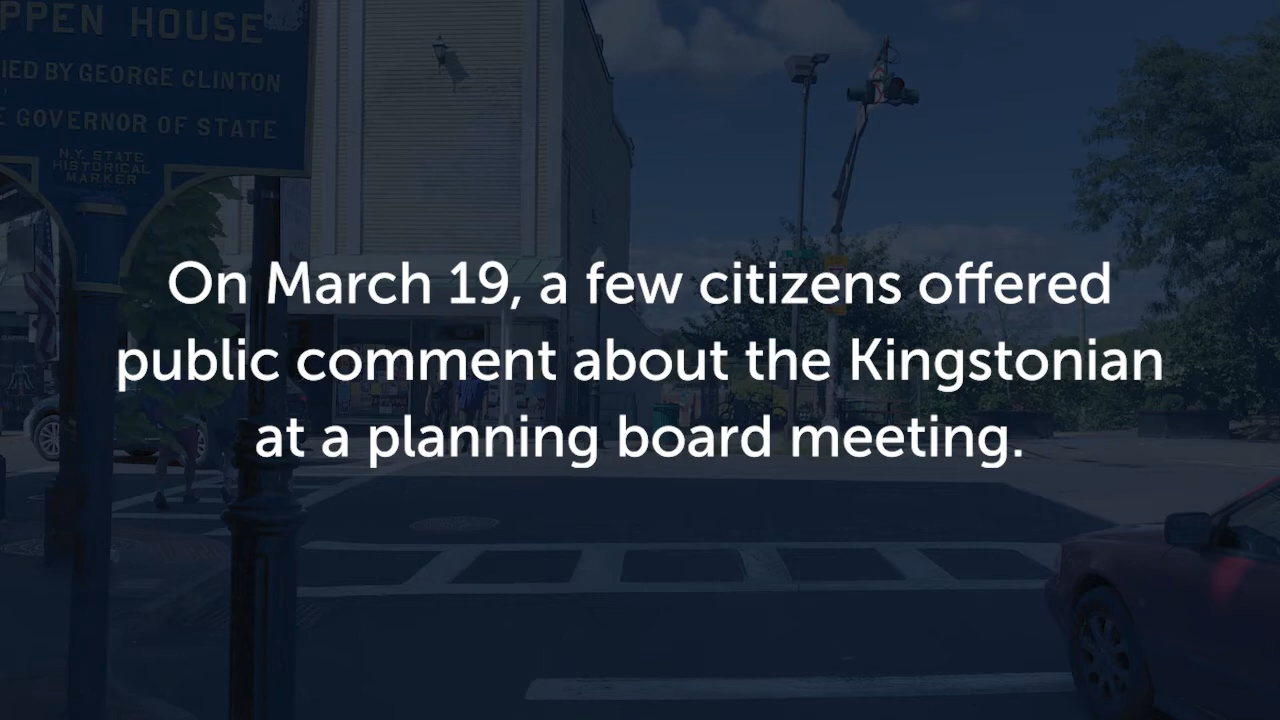 PPEN HOUSE
IED BY GEORGE CLINTON
E GOVERNOR OF STATE
N.Y. STATE
HISTORICAL
MARKER
On March 19, a few citizens offered
public comment about the Kingstonian
at a planning board meeting.